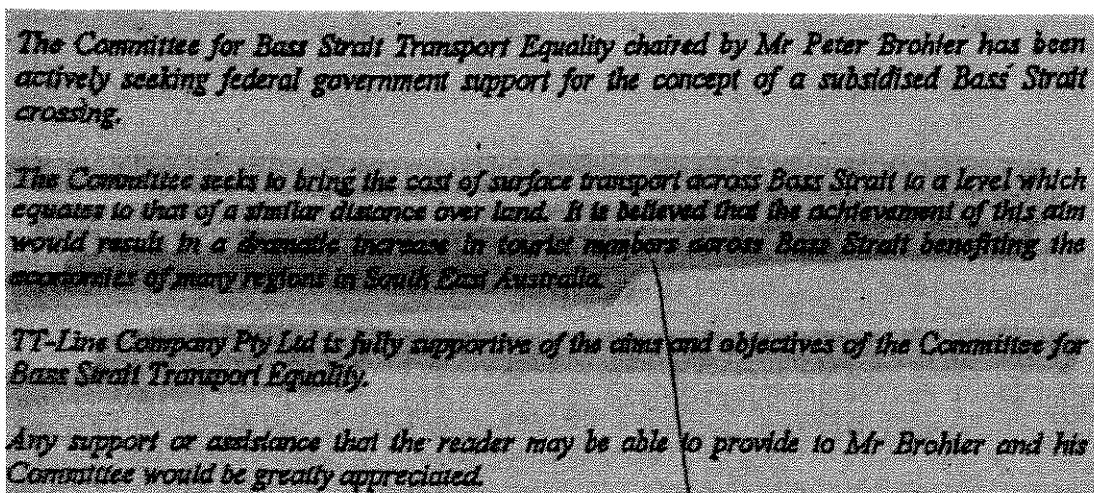 The Committee for Bass Strait Transport Equality chaired by Mr Peter Brohier has been
actively seeking federal government support for the concept of a subsidised Bass Strait
crossing.
The Committee seeks to bring the cost of surface transport across Bass Strait to a level which
equates to that of a similar distance over land. It is believed that the achievement of this aim
would result in a dramatic increase in tourist numbers across Bass Strait benefiting the
economies of many regions in South East Australia.
TT-Line Company Pty Ltd is fully supportive of the aims and objectives of the Committee for
Bass Strait Transport Equality.
Any support or assistance that the reader may be able to provide to Mr Brohier and his
Committee would be greatly appreciated.